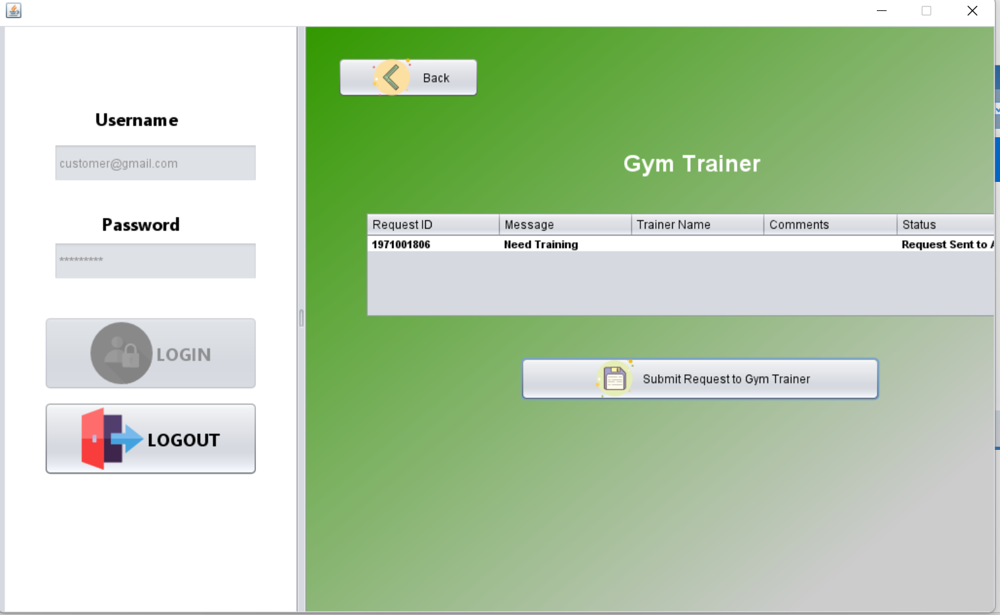 Username
customer@gmail.com
Password
*********
LOGIN
LOGOUT
Back
Gym Trainer
Request ID Message Trainer Name Comments Status
1971001806 Need Training Request Sent to
Submit Request to Gym Trainer